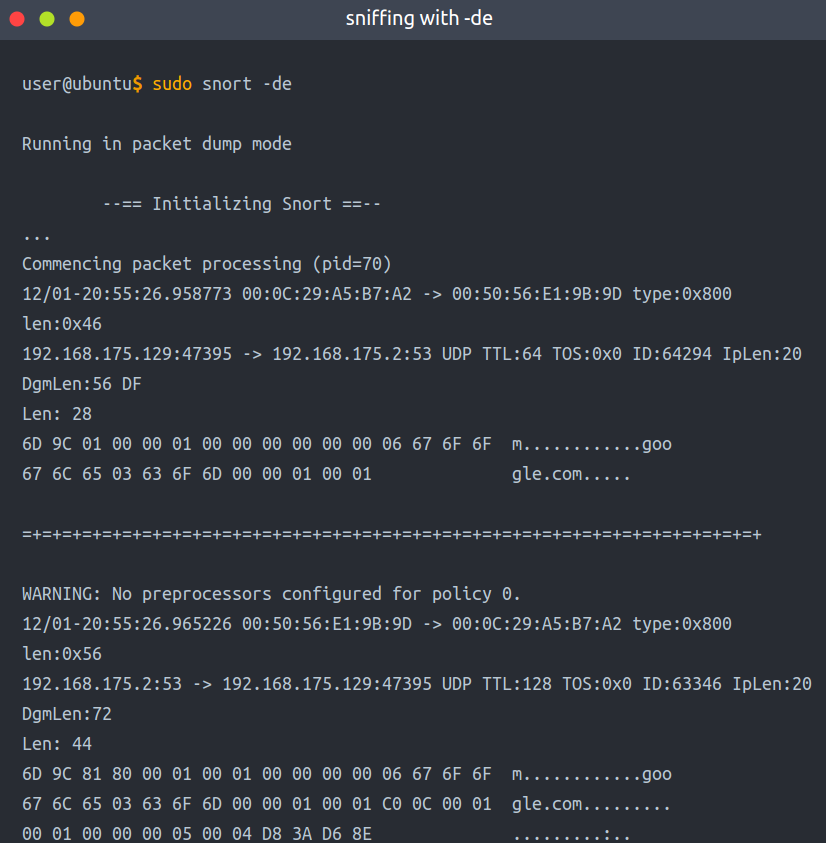 sniffing with -de
user@ubuntu$ sudo snort -de
Running in packet dump mode
--== Initializing Snort ==--
...
Commencing packet processing (pid=70)
12/01-20:55:26.958773 00:0C:29:A5:B7:A2 -> 00:50:56:E1:9B:9D type:0x800
len:0x46
192.168.175.129:47395 -> 192.168.175.2:53 UDP TTL:64 TOS:0x0 ID:64294 IpLen:20
DgmLen:56 DF
Len: 28
6D 9C 01 00 00 01 00 00 00 00 00 00 06 67 6F 6F  m............goo
67 6C 65 03 63 6F 6D 00 00 01 00 01              gle.com.....
=+=+=+=+=+=+=+=+=+=+=+=+=+=+=+=+=+=+=+=+=+=+=+=+=+=+=+=+=+=+=+=+=+=+=+=+=+
WARNING: No preprocessors configured for policy 0.
12/01-20:55:26.965226 00:50:56:E1:9B:9D -> 00:0C:29:A5:B7:A2 type:0x800
len:0x56
192.168.175.2:53 -> 192.168.175.129:47395 UDP TTL:128 TOS:0x0 ID:63346 IpLen:20
DgmLen:72
Len: 44
6D 9C 81 80 00 01 00 01 00 00 00 00 06 67 6F 6F  m............goo
67 6C 65 03 63 6F 6D 00 00 01 00 01 C0 0C 00 01  gle.com.........
00 01 00 00 00 05 00 04 D8 3A D6 8E              .........:..